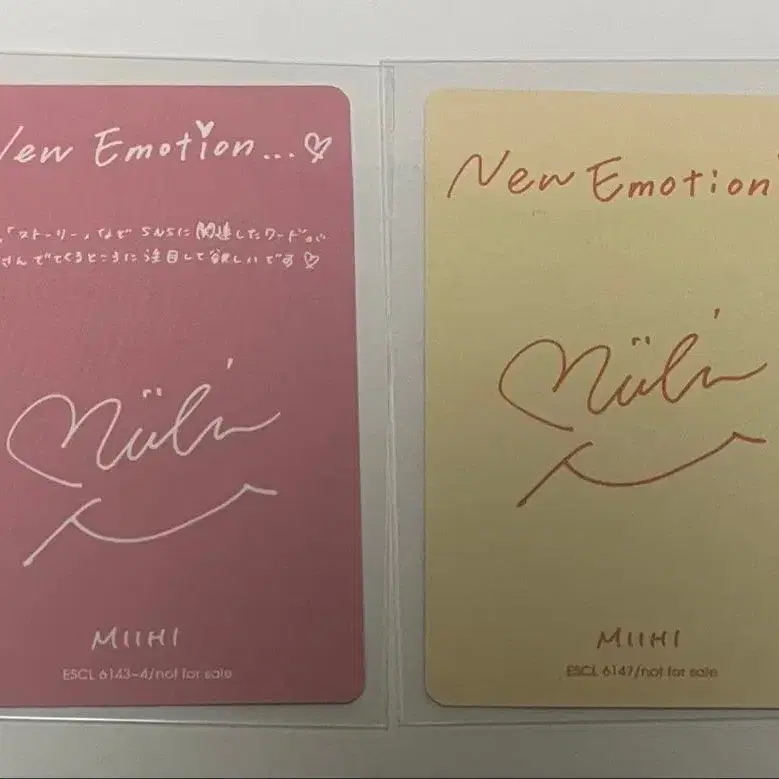 New Emotion...♡
「ストーリー」など SNSに関連したワードが
さんでてくるところに注目して欲しいです♡
Miihi
MIIHI
ESCL 6143-4/not for sale
New Emotion
Miihi
MIIHI
ESCL 6147/not for sale